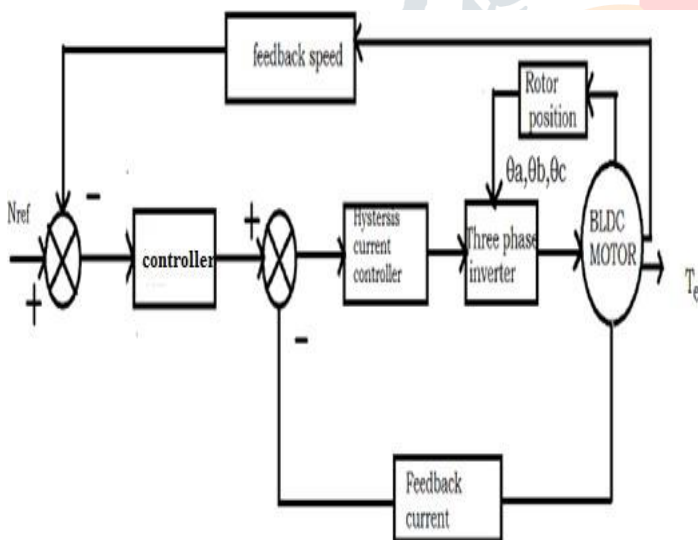 feedback speed
Rotor
position
θa,θb,θc
Nref
-
+
controller
+
-
Hystersis
current
controller
Three phase
inverter
BLDC
MOTOR
Te
Feedback
current